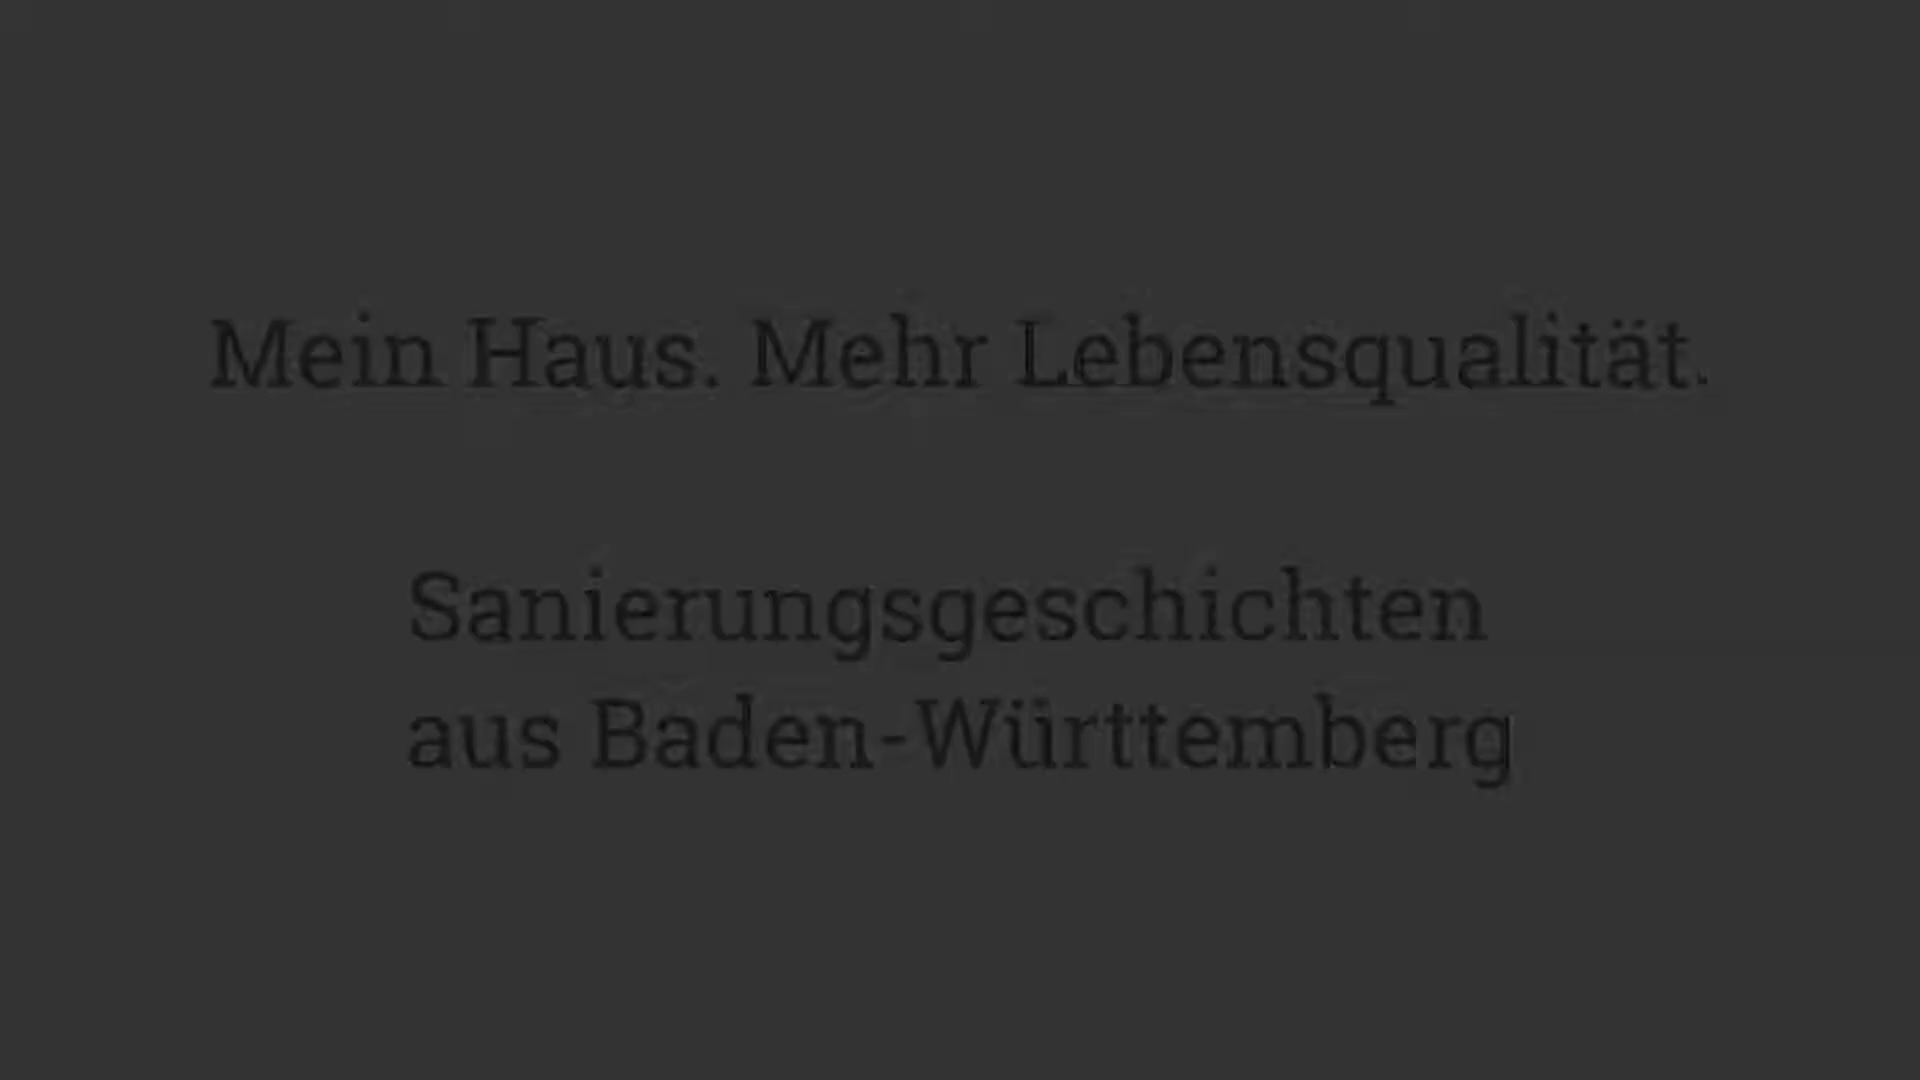 Mein Haus. Mehr Lebensqualität.
Sanierungsgeschichten
aus Baden-Württemberg